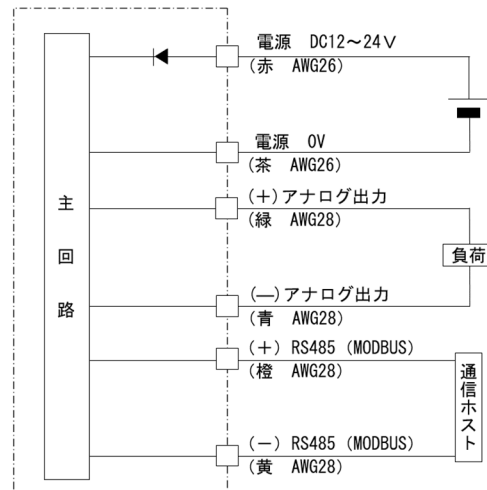 電源 DC12～24V
(赤 AWG26)
電源 0V
(茶 AWG26)
(+)アナログ出力
(緑 AWG28)
負荷
(—)アナログ出力
(青 AWG28)
(+) RS485 (MODBUS)
(橙 AWG28)
(－) RS485 (MODBUS)
(黄 AWG28)
主回路
通信ホスト